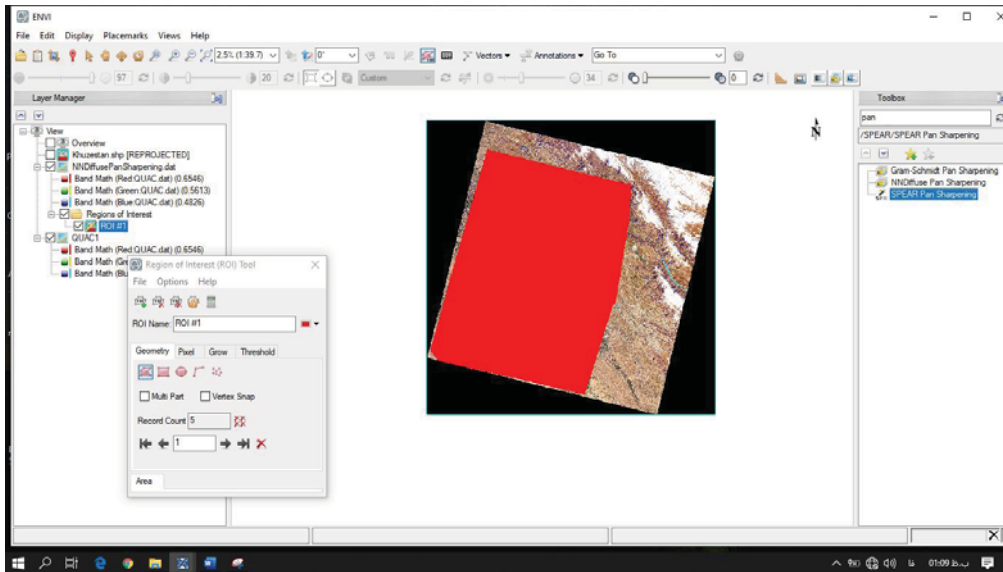 ENVI
File Edit Display Placemarks Views Help
2.5% (1:39.7) 0° Vectors Annotations Go To
97 20 Custom 34 0
Layer Manager
View
Overview
Khuzestan.shp [REPROJECTED]
NNDiffusePanSharpening.dat
Band Math (Red:QUAC.dat) (0.6546)
Band Math (Green:QUAC.dat) (0.5613)
Band Math (Blue:QUAC.dat) (0.4826)
Regions of Interest
ROI #1
QUAC1
Band Math (Red:QUAC.dat) (0.6546)
Band Math (Gre
Band Math (Blu
Region of Interest (ROI) Tool
File Options Help
ROI Name: ROI #1
Geometry Pixel Grow Threshold
Multi Part Vertex Snap
Record Count 5
1
Area
N
Toolbox
pan
/SPEAR/SPEAR Pan Sharpening
Gram-Schmidt Pan Sharpening
NNDiffuse Pan Sharpening
SPEAR Pan Sharpening
فا 01:09 ب.ظ